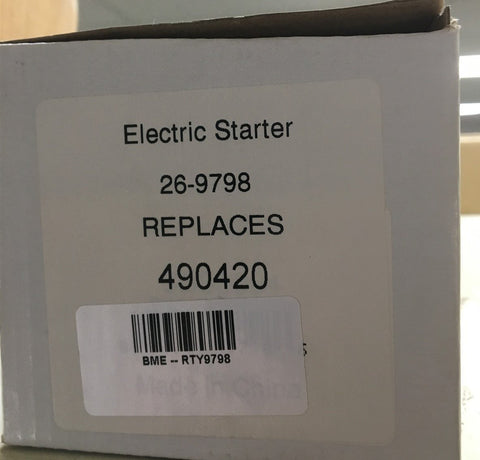 Electric Starter
26-9798
REPLACES
490420
BME -- RTY9798
Made in China